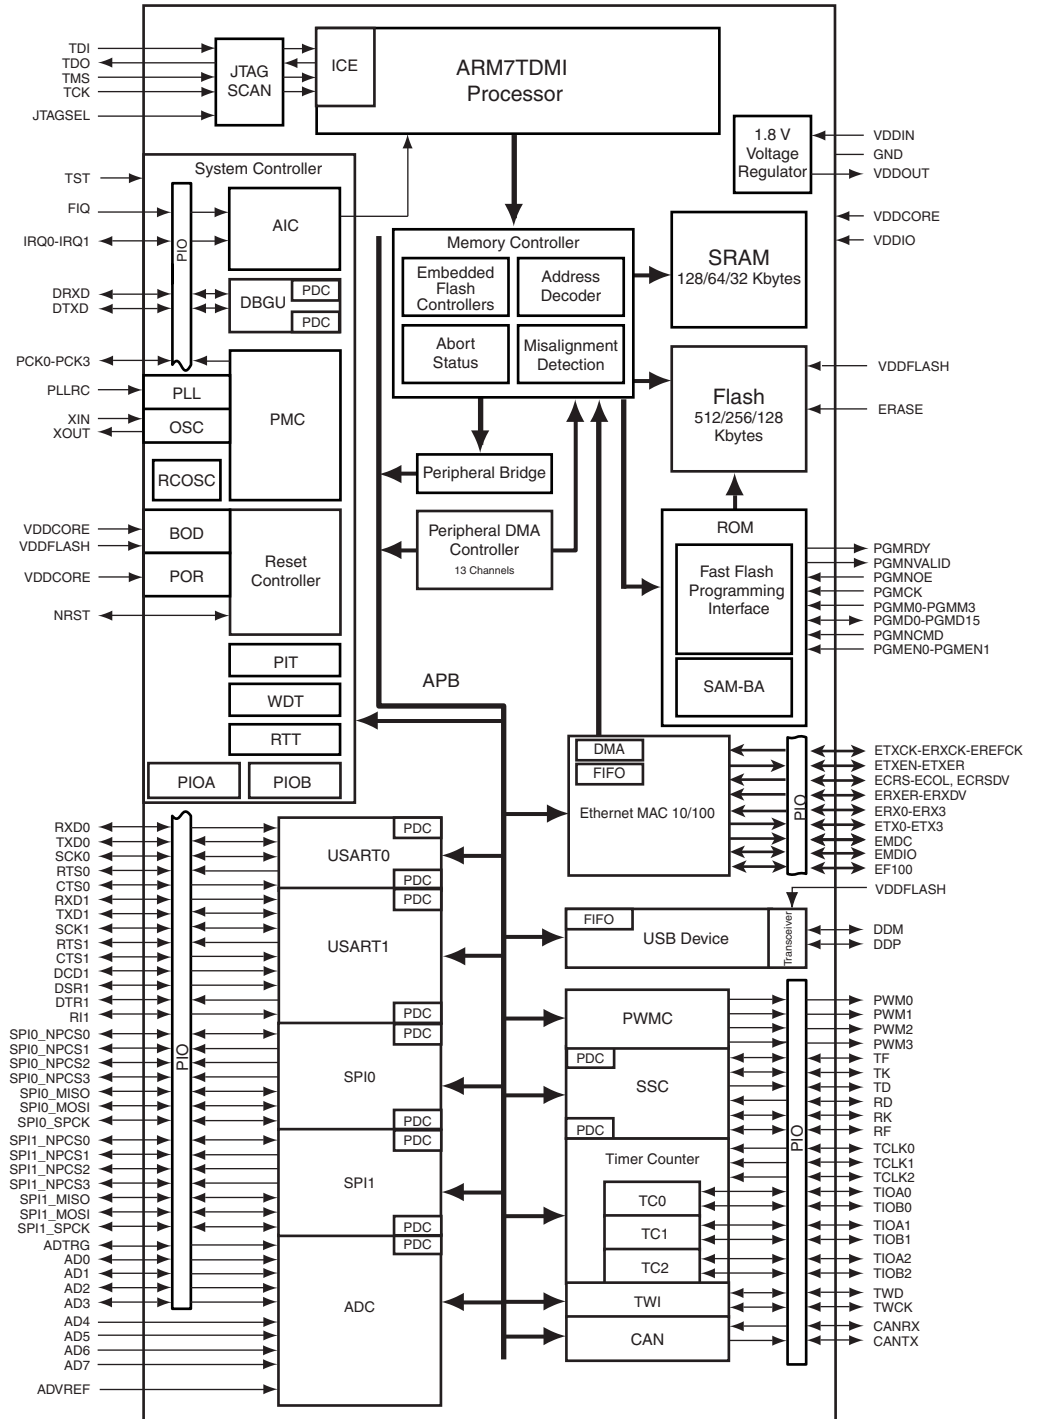 TDI
TDO
TMS
TCK
JTAGSEL
JTAG
SCAN
ICE
ARM7TDMI
Processor
1.8 V
Voltage
Regulator
VDDIN
GND
VDDOUT
VDDCORE
VDDIO
System Controller
TST
FIQ
IRQ0-IRQ1
PIO
AIC
DRXD
DTXD
DBGU
PDC
PDC
PCK0-PCK3
PLLRC
PLL
XIN
XOUT
OSC
RCOSC
PMC
VDDCORE
VDDFLASH
BOD
VDDCORE
POR
Reset
Controller
NRST
PIT
WDT
RTT
PIOA
PIOB
Memory Controller
Embedded
Flash
Controllers
Address
Decoder
Abort
Status
Misalignment
Detection
SRAM
128/64/32 Kbytes
Flash
512/256/128
Kbytes
VDDFLASH
ERASE
Peripheral Bridge
Peripheral DMA
Controller
13 Channels
ROM
Fast Flash
Programming
Interface
SAM-BA
PGMRDY
PGMNVALID
PGMNOE
PGMCK
PGMM0-PGMM3
PGMD0-PGMD15
PGMNCMD
PGMEN0-PGMEN1
APB
DMA
FIFO
Ethernet MAC 10/100
PIO
ETXCK-ERXCK-EREFCK
ETXEN-ETXER
ECRS-ECOL, ECRSDV
ERXER-ERXDV
ERX0-ERX3
ETX0-ETX3
EMDC
EMDIO
EF100
VDDFLASH
FIFO
USB Device
Transceiver
DDM
DDP
RXD0
TXD0
SCK0
RTS0
CTS0
RXD1
TXD1
SCK1
RTS1
CTS1
DCD1
DSR1
DTR1
RI1
SPI0_NPCS0
SPI0_NPCS1
SPI0_NPCS2
SPI0_NPCS3
SPI0_MISO
SPI0_MOSI
SPI0_SPCK
SPI1_NPCS0
SPI1_NPCS1
SPI1_NPCS2
SPI1_NPCS3
SPI1_MISO
SPI1_MOSI
SPI1_SPCK
ADTRG
AD0
AD1
AD2
AD3
AD4
AD5
AD6
AD7
ADVREF
PIO
PDC
USART0
PDC
PDC
USART1
PDC
PDC
SPI0
PDC
PDC
SPI1
PDC
PDC
ADC
PWMC
PDC
SSC
PDC
Timer Counter
TC0
TC1
TC2
TWI
CAN
PIO
PWM0
PWM1
PWM2
PWM3
TF
TK
TD
RD
RK
RF
TCLK0
TCLK1
TCLK2
TIOA0
TIOB0
TIOA1
TIOB1
TIOA2
TIOB2
TWD
TWCK
CANRX
CANTX